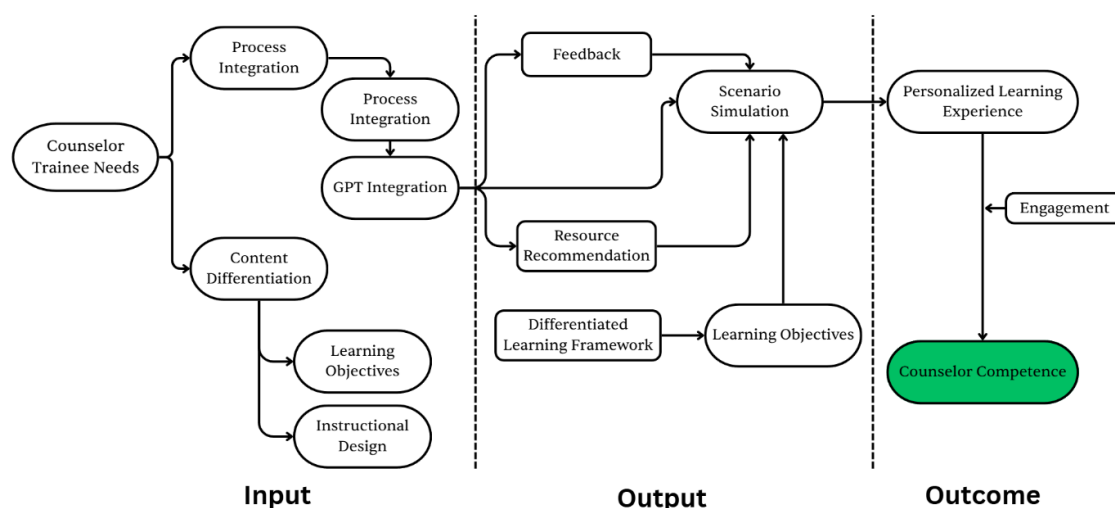 Process
Integration
Process
Integration
Counselor
Trainee Needs
GPT Integration
Content
Differentiation
Learning
Objectives
Instructional
Design
Input
Feedback
Scenario
Simulation
Resource
Recommendation
Differentiated
Learning Framework
Learning Objectives
Output
Personalized Learning
Experience
Engagement
Counselor Competence
Outcome